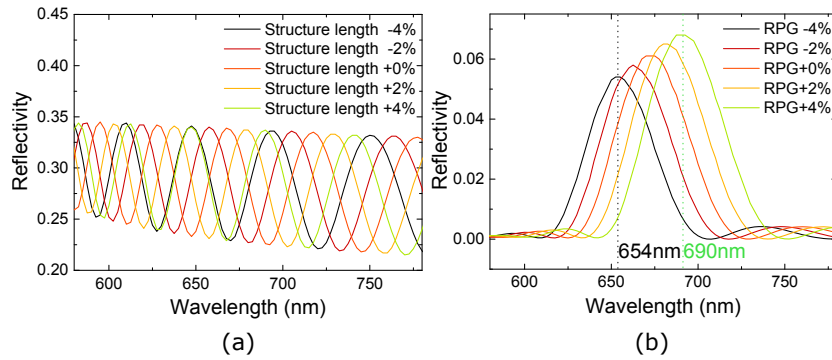 0.45
0.40
0.35
0.30
0.25
0.20
Reflectivity
600
650
700
750
Wavelength (nm)
Structure length -4%
Structure length -2%
Structure length +0%
Structure length +2%
Structure length +4%
(a)
0.06
0.04
0.02
0.00
Reflectivity
600
650
700
750
Wavelength (nm)
RPG -4%
RPG -2%
RPG+0%
RPG+2%
RPG+4%
654nm
690nm
(b)